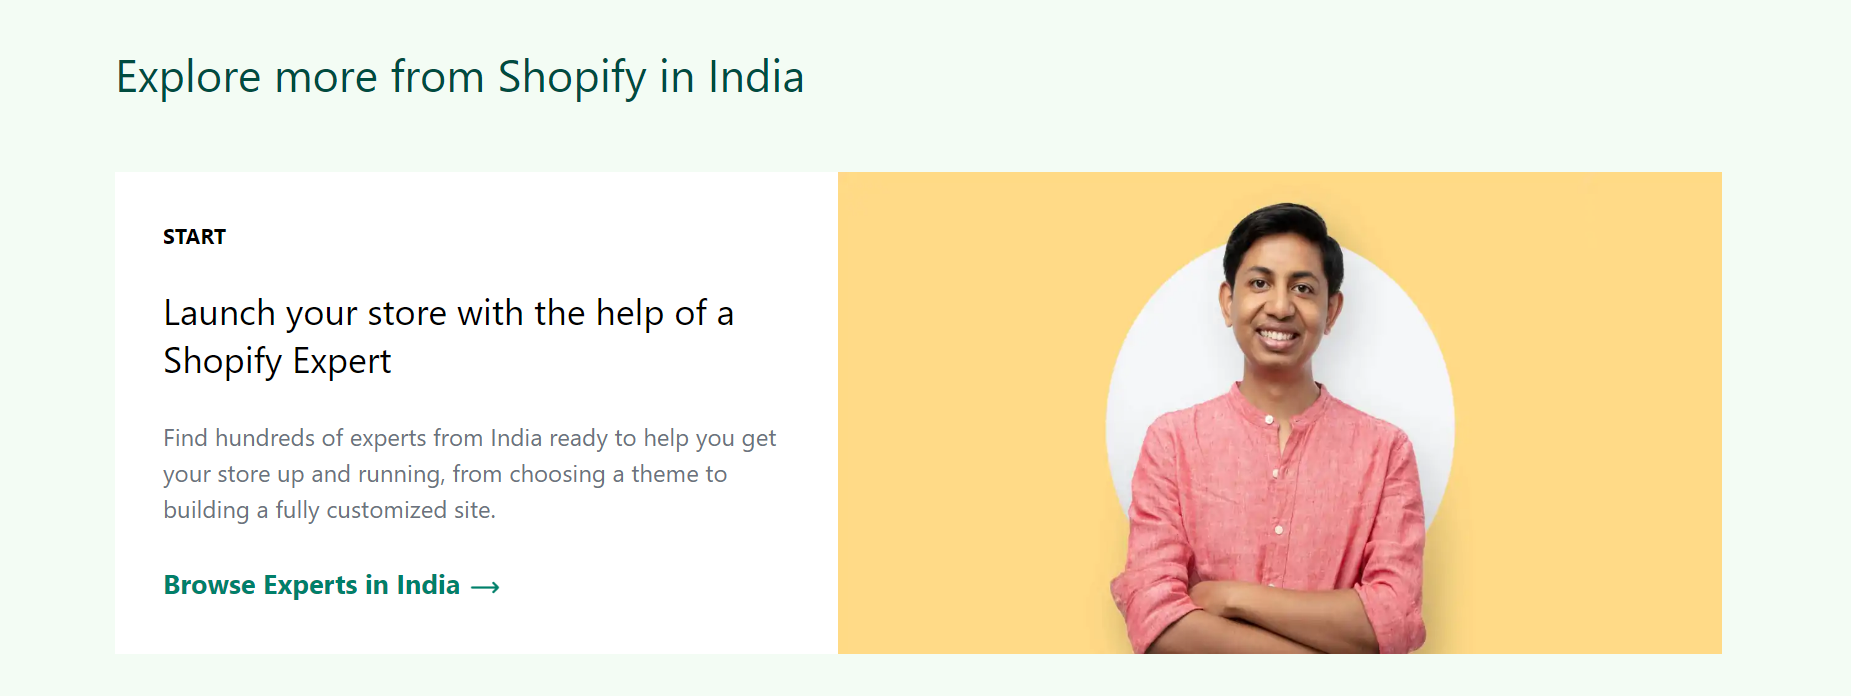 Explore more from Shopify in India
START
Launch your store with the help of a
Shopify Expert
Find hundreds of experts from India ready to help you get
your store up and running, from choosing a theme to
building a fully customized site.
Browse Experts in India ⟶